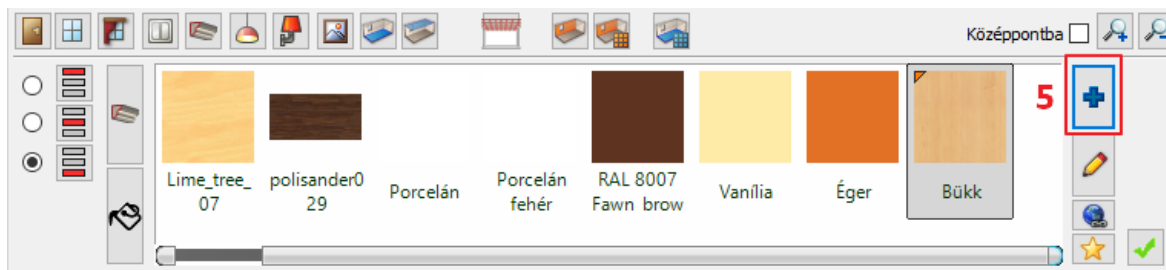 Középpontba
5
Lime_tree_
07
polisander0
29
Porcelán
Porcelán
fehér
RAL 8007
Fawn brow
Vanília
Éger
Bükk